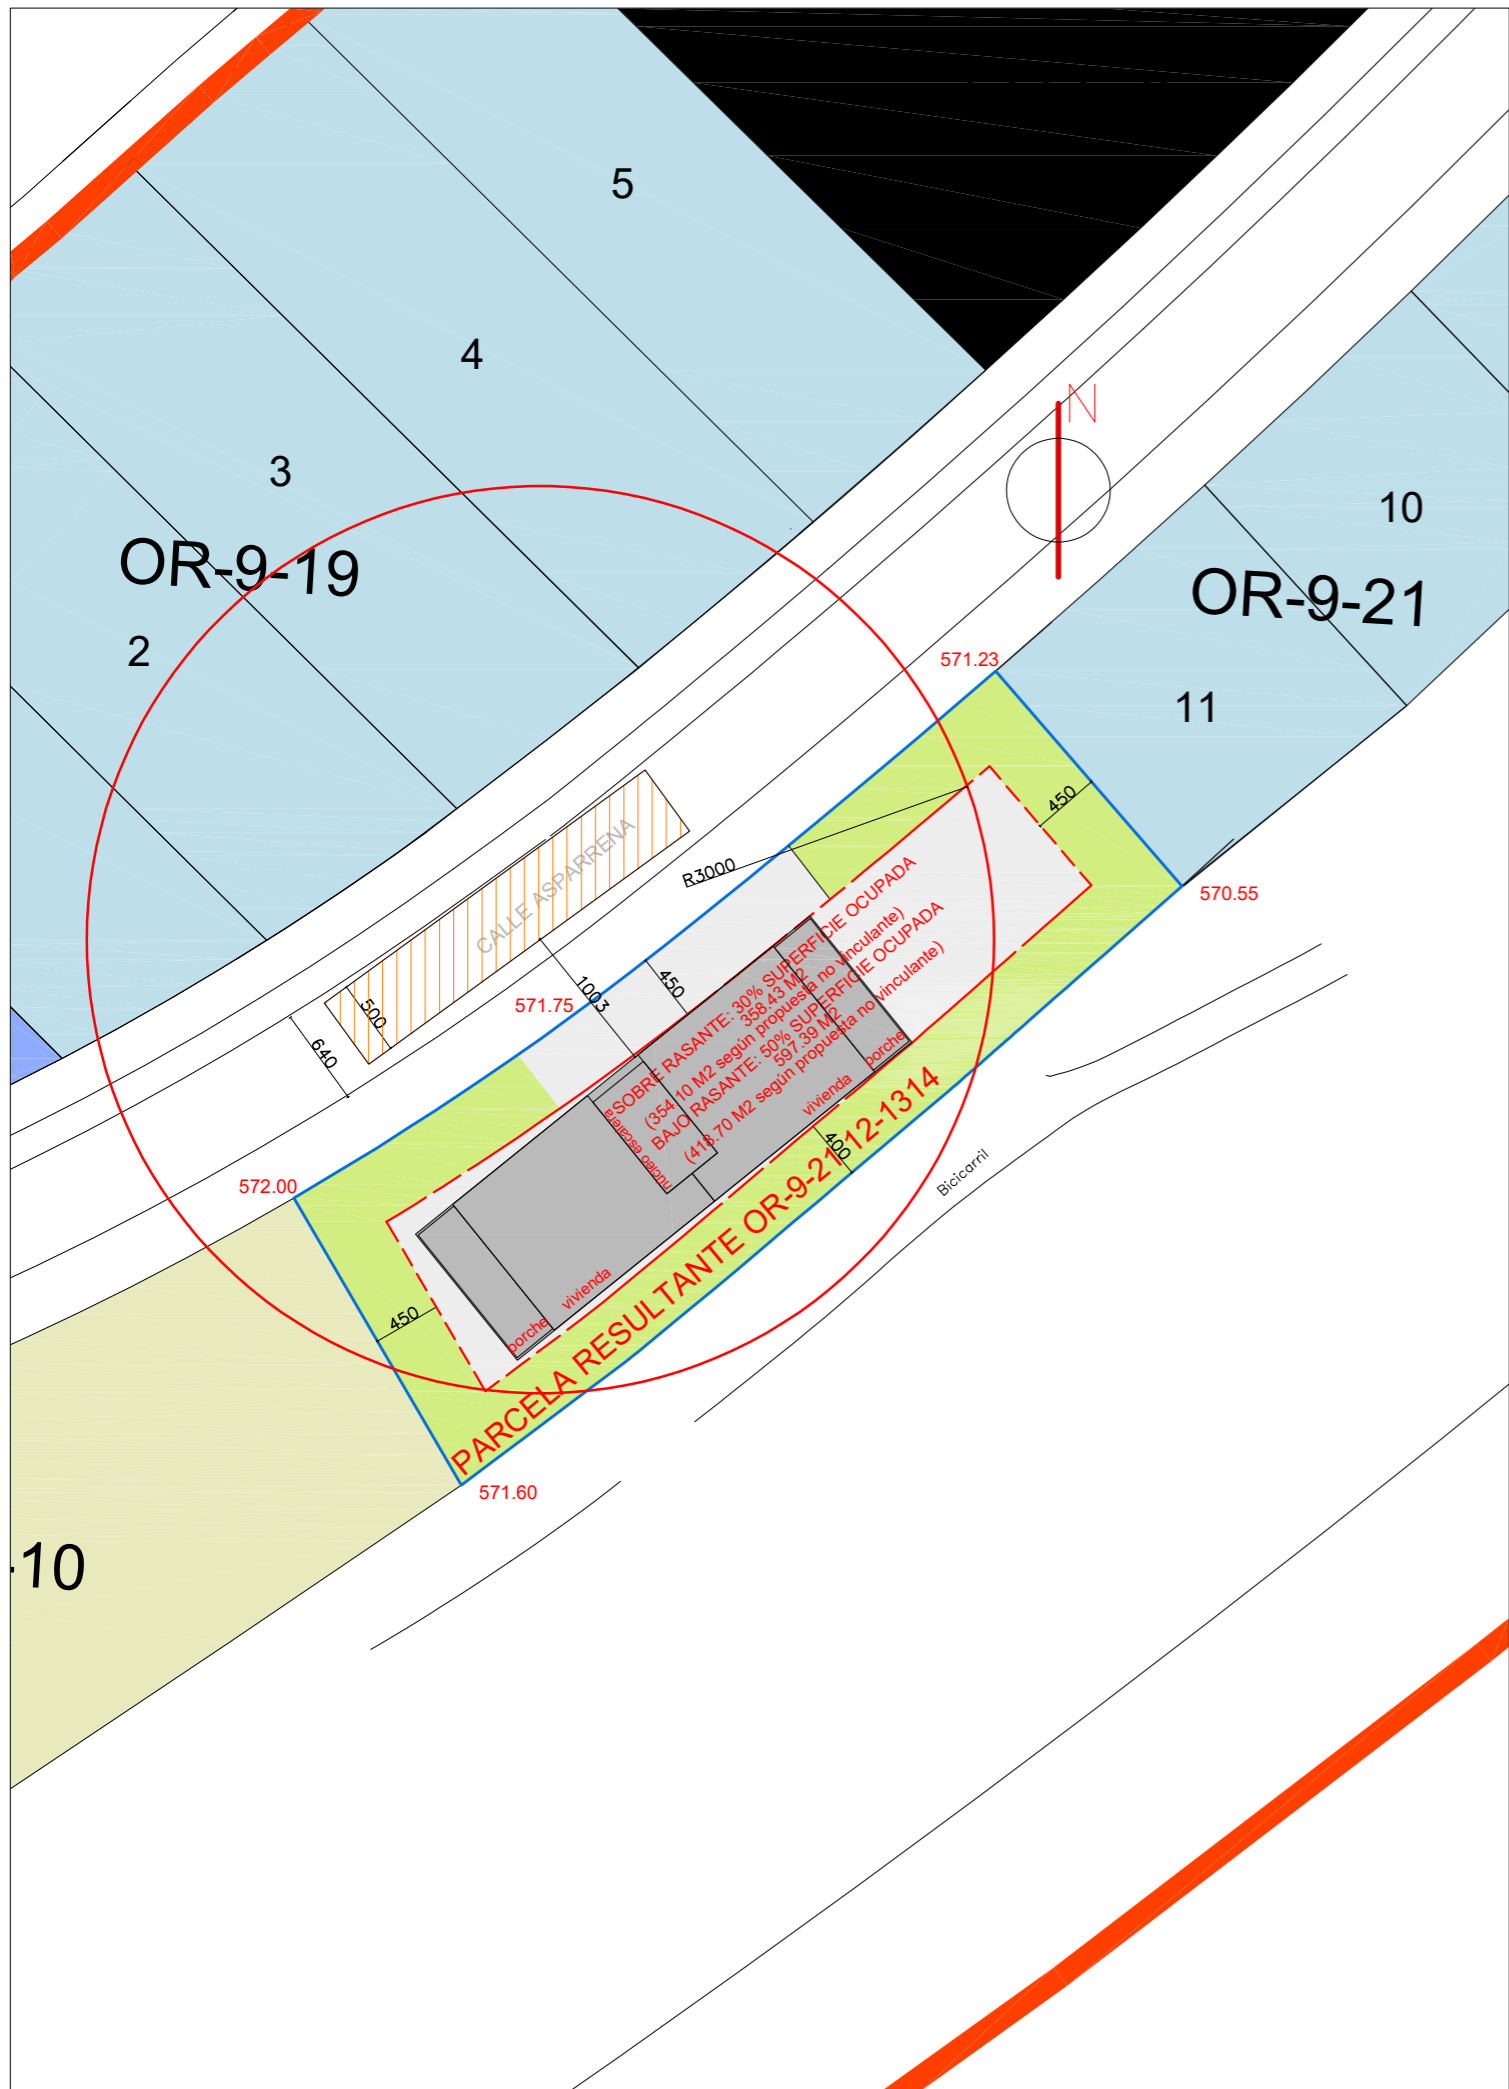 5
4
3
N
10
OR-9-19
OR-9-21
2
571.23
11
450
CALLE ASPARRENA
R3000
570.55
500
571.75
1003
450
640
SOBRE RASANTE: 30% SUPERFICIE OCUPADA
358.43 M2
(354.10 M2 según propuesta no vinculante)
BAJO RASANTE: 50% SUPERFICIE OCUPADA
597.39 M2
(418.70 M2 según propuesta no vinculante)
porche
vivienda
núcleo escalera
400
Bicicarril
572.00
450
vivienda
porche
PARCELA RESULTANTE OR-9-21 12-1314
571.60
-10